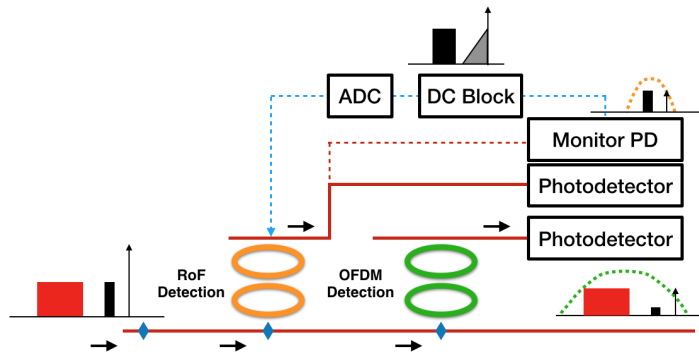 ADC
DC Block
Monitor PD
Photodetector
Photodetector
RoF
Detection
OFDM
Detection